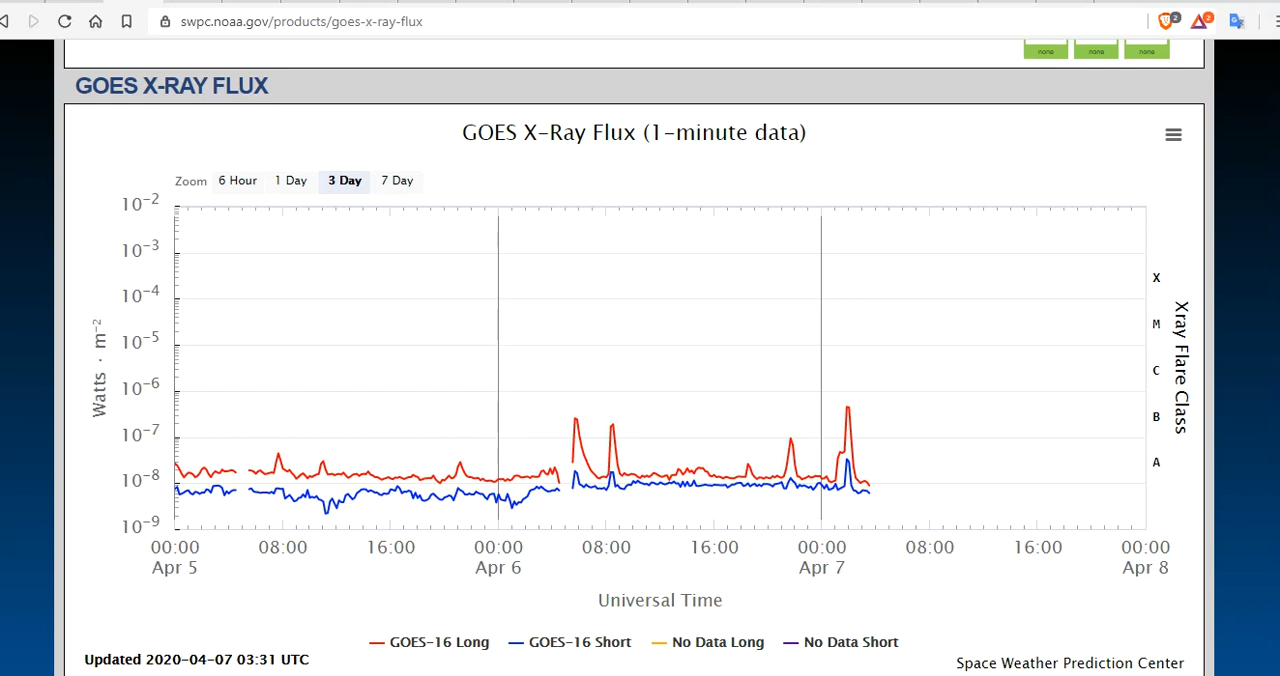 swpc.noaa.gov/products/goes-x-ray-flux
2
2
none none none
GOES X-RAY FLUX
GOES X-Ray Flux (1-minute data)
Zoom 6 Hour 1 Day 3 Day 7 Day
10⁻²
10⁻³
10⁻⁴
10⁻⁵
10⁻⁶
10⁻⁷
10⁻⁸
10⁻⁹
Watts · m⁻²
X
M
C
B
A
Xray Flare Class
00:00 08:00 16:00 00:00 08:00 16:00 00:00 08:00 16:00 00:00
Apr 5 Apr 6 Apr 7 Apr 8
Universal Time
GOES-16 Long GOES-16 Short No Data Long No Data Short
Updated 2020-04-07 03:31 UTC
Space Weather Prediction Center